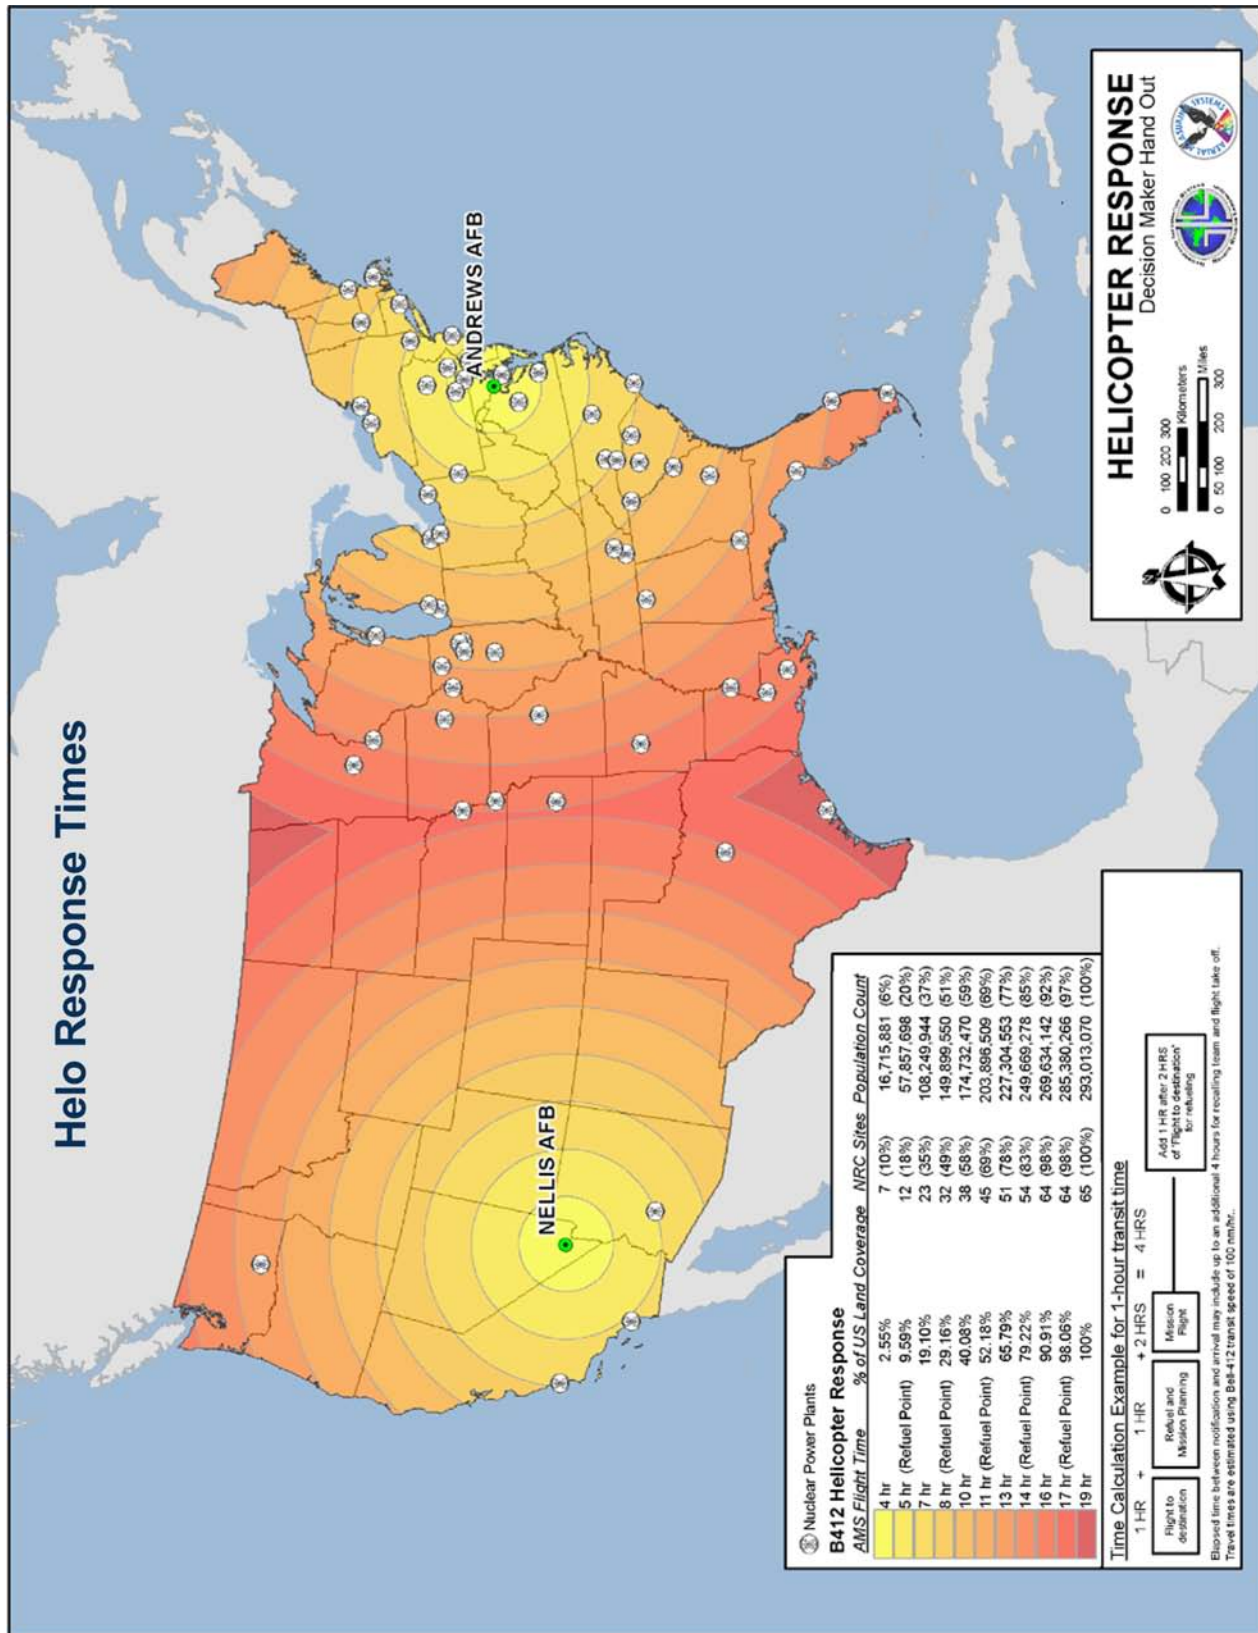 Helo Response Times
NELLIS AFB
ANDREWS AFB
Nuclear Power Plants
B412 Helicopter Response
AMS Flight Time % of US Land Coverage NRC Sites Population Count
4 hr 2.55% 7 (10%) 16,715,881 (6%)
5 hr (Refuel Point) 9.59% 12 (18%) 57,857,698 (20%)
7 hr 19.10% 23 (35%) 108,249,944 (37%)
8 hr (Refuel Point) 29.16% 32 (49%) 149,899,550 (51%)
10 hr 40.08% 38 (58%) 174,732,470 (59%)
11 hr (Refuel Point) 52.18% 45 (69%) 203,896,509 (69%)
13 hr 65.79% 51 (78%) 227,304,553 (77%)
14 hr (Refuel Point) 79.22% 54 (83%) 249,669,278 (85%)
16 hr 90.91% 64 (98%) 269,634,142 (92%)
17 hr (Refuel Point) 98.06% 64 (98%) 285,380,266 (97%)
19 hr 100% 65 (100%) 293,013,070 (100%)
Time Calculation Example for 1-hour transit time
1 HR + 1 HR + 2 HRS = 4 HRS
Flight to destination
Refuel and Mission Planning
Mission Flight
Add 1 HR after 2 HRS
of "Flight to destination"
for refueling
Elapsed time between notification and arrival may include up to an additional 4 hours for recalling team and flight take off.
Travel times are estimated using Bell-412 transit speed of 100 nm/hr.
HELICOPTER RESPONSE
Decision Maker Hand Out
0 100 200 300
Kilometers
Miles
0 50 100 200 300
AERIAL MEASURING SYSTEMS